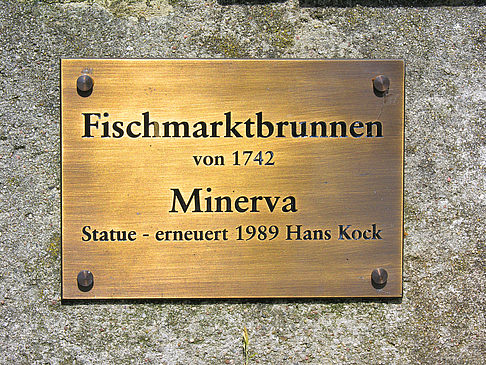 Fischmarktbrunnen
von 1742
Minerva
Statue - erneuert 1989 Hans Kock